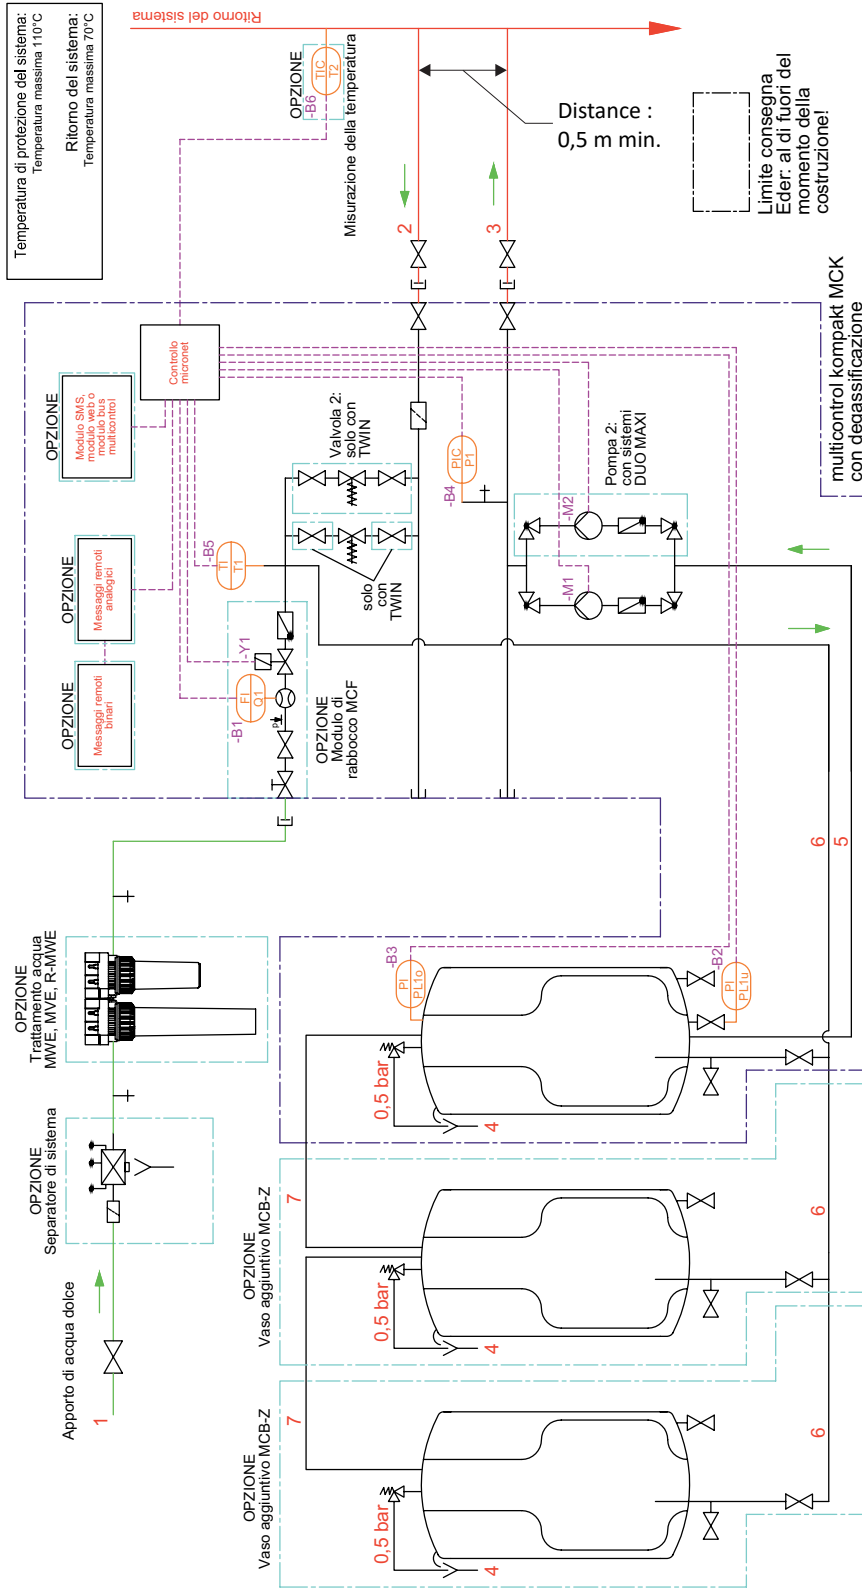 Temperatura di protezione del sistema:
Temperatura massima 110°C
Ritorno del sistema:
Temperatura massima 70°C
Ritorno del sistema
OPZIONE
TIC
T2
-B6
Misurazione della temperatura
Distance :
0,5 m min.
Limite consegna
Eder: al di fuori del
momento della
costruzione!
2
3
multicontrol kompakt MCK
con degassificazione
Controllo
micronet
OPZIONE
Modulo SMS,
modulo web o
modulo bus
multicontrol
OPZIONE
Messaggi remoti
analogici
OPZIONE
Messaggi remoti
binari
Valvola 2:
solo con
TWIN
solo
con
TWIN
-B5
TI
T1
-Y1
-B1
FI
Q1
OPZIONE
Modulo di
rabbocco MCF
-B4
PIC
P1
-M2
-M1
Pompa 2:
con sistemi
DUO MAXI
6
5
OPZIONE
Trattamento acqua
MWE, MVE, R-MWE
OPZIONE
Separatore di sistema
Apporto di acqua dolce
1
-B3
PI
PL1o
-B2
PI
PL1u
0,5 bar
4
7
OPZIONE
Vaso aggiuntivo MCB-Z
0,5 bar
4
6
7
OPZIONE
Vaso aggiuntivo MCB-Z
0,5 bar
4
6